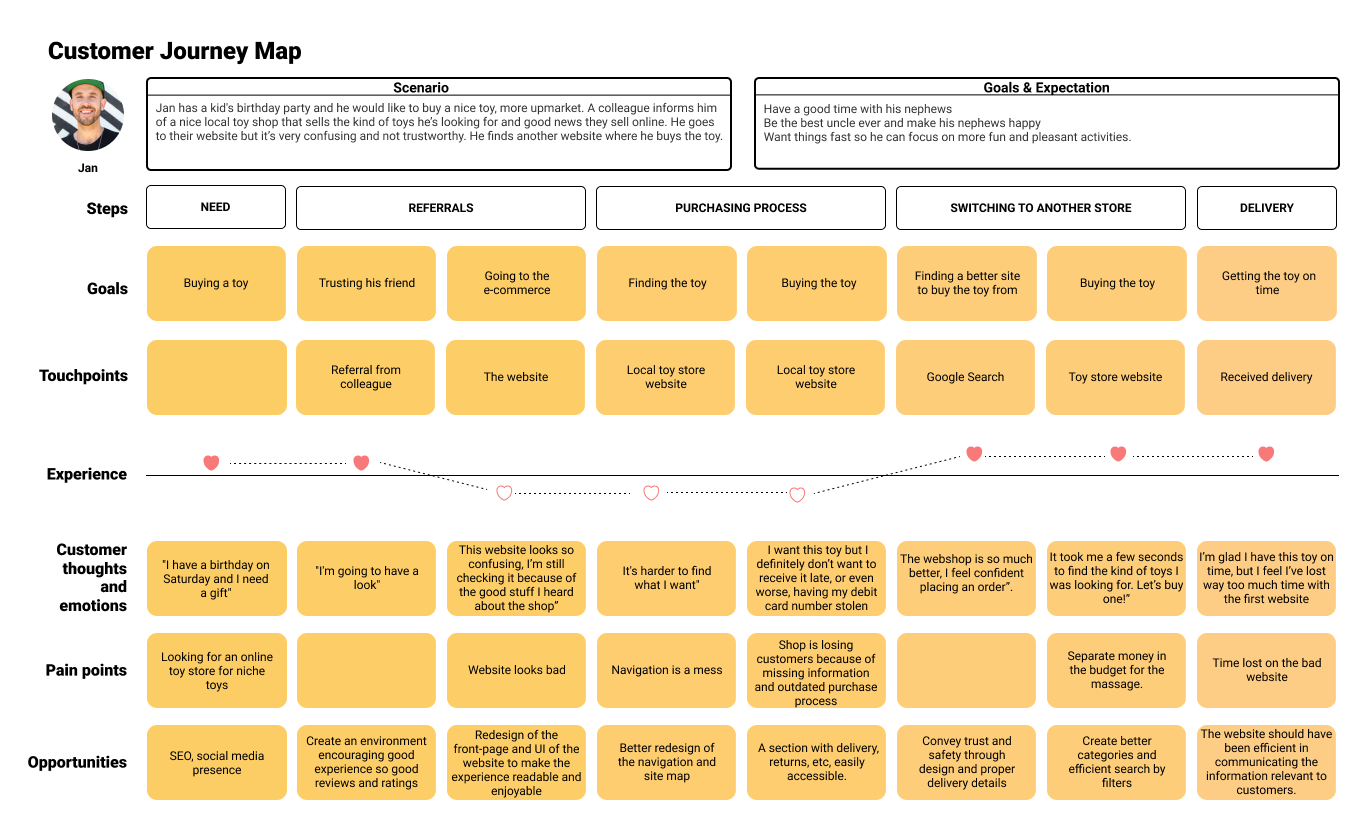 Customer Journey Map
Jan
Scenario
Jan has a kid's birthday party and he would like to buy a nice toy, more upmarket. A colleague informs him
of a nice local toy shop that sells the kind of toys he's looking for and good news they sell online. He goes
to their website but it's very confusing and not trustworthy. He finds another website where he buys the toy.
Goals & Expectation
Have a good time with his nephews
Be the best uncle ever and make his nephews happy
Want things fast so he can focus on more fun and pleasant activities.
Steps
NEED
REFERRALS
PURCHASING PROCESS
SWITCHING TO ANOTHER STORE
DELIVERY
Goals
Buying a toy
Trusting his friend
Going to the
e-commerce
Finding the toy
Buying the toy
Finding a better site
to buy the toy from
Buying the toy
Getting the toy on
time
Touchpoints
Referral from
colleague
The website
Local toy store
website
Local toy store
website
Google Search
Toy store website
Received delivery
Experience
Customer
thoughts
and
emotions
"I have a birthday on
Saturday and I need
a gift"
"I'm going to have a
look"
This website looks so
confusing, I'm still
checking it because of
the good stuff I heard
about the shop”
It's harder to find
what I want"
I want this toy but I
definitely don't want to
receive it late, or even
worse, having my debit
card number stolen
The webshop is so much
better, I feel confident
placing an order”.
It took me a few seconds
to find the kind of toys I
was looking for. Let’s buy
one!”
I’m glad I have this toy on
time, but I feel I’ve lost
way too much time with
the first website
Pain points
Looking for an online
toy store for niche
toys
Website looks bad
Navigation is a mess
Shop is losing
customers because of
missing information
and outdated purchase
process
Separate money in
the budget for the
massage.
Time lost on the bad
website
Opportunities
SEO, social media
presence
Create an environment
encouraging good
experience so good
reviews and ratings
Redesign of the
front-page and UI of the
website to make the
experience readable and
enjoyable
Better redesign of
the navigation and
site map
A section with delivery,
returns, etc, easily
accessible.
Convey trust and
safety through
design and proper
delivery details
Create better
categories and
efficient search by
filters
The website should have
been efficient in
communicating the
information relevant to
customers.